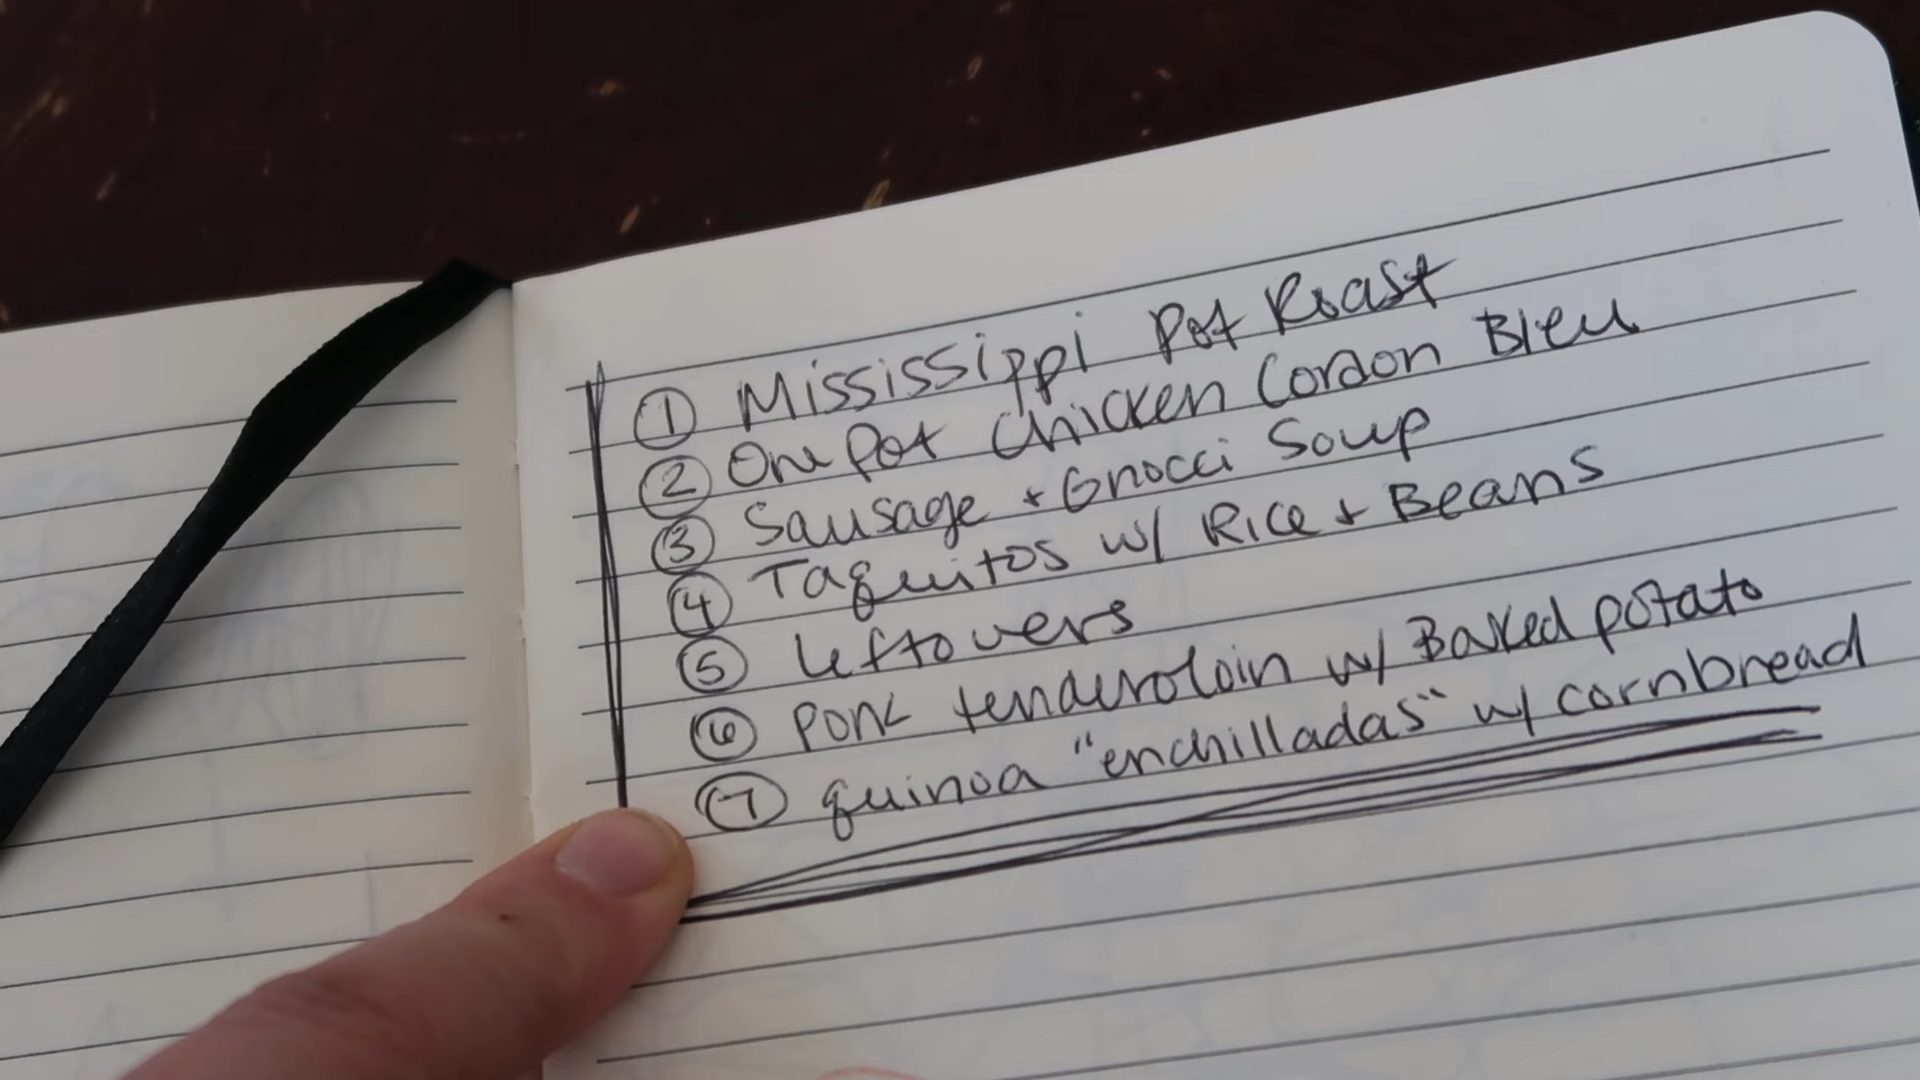 ① Mississippi Pot Roast
② One Pot Chicken Cordon Bleu
③ Sausage + Gnocci Soup
④ Taquitos w/ Rice + Beans
⑤ Leftovers
⑥ Pork tenderoloin w/ Baked potato
⑦ quinoa "enchilladas" w/ cornbread